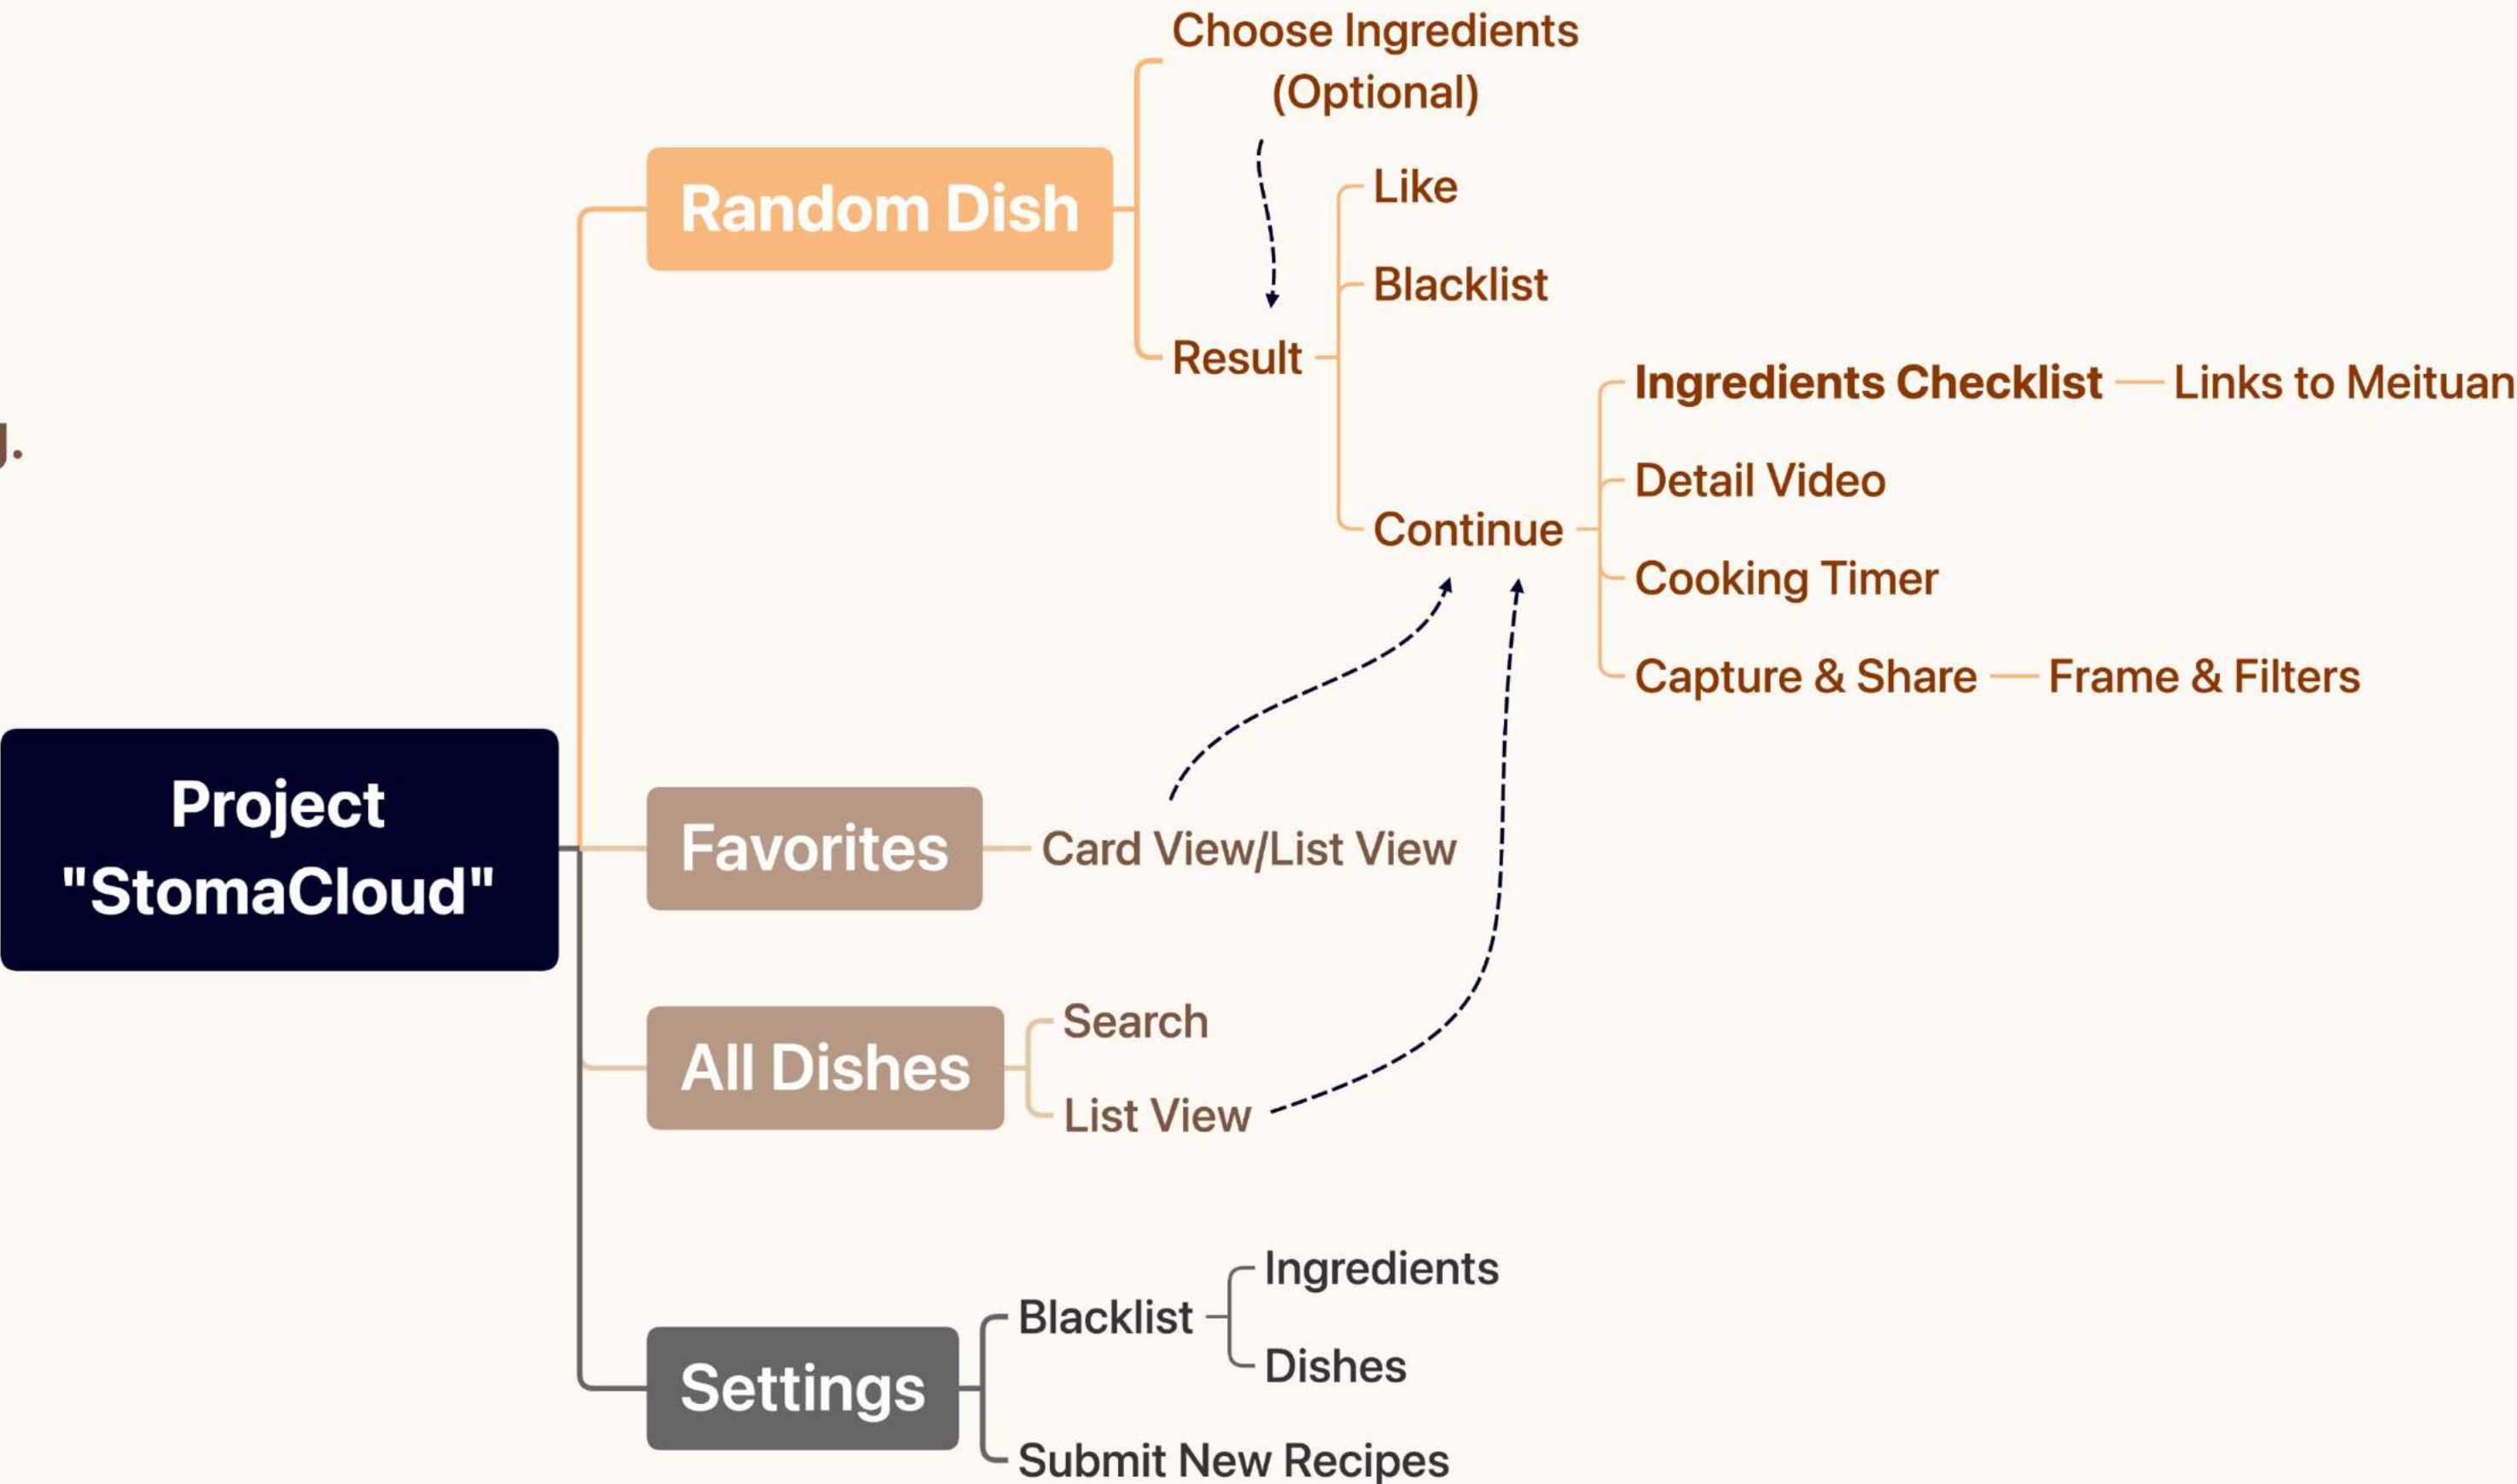 Choose Ingredients
(Optional)
Random Dish
Like
Blacklist
Result
Ingredients Checklist
Links to Meituan
Detail Video
Continue
Cooking Timer
Capture & Share
Frame & Filters
Project
"StomaCloud"
Favorites
Card View/List View
Search
All Dishes
List View
Ingredients
Blacklist
Dishes
Settings
Submit New Recipes